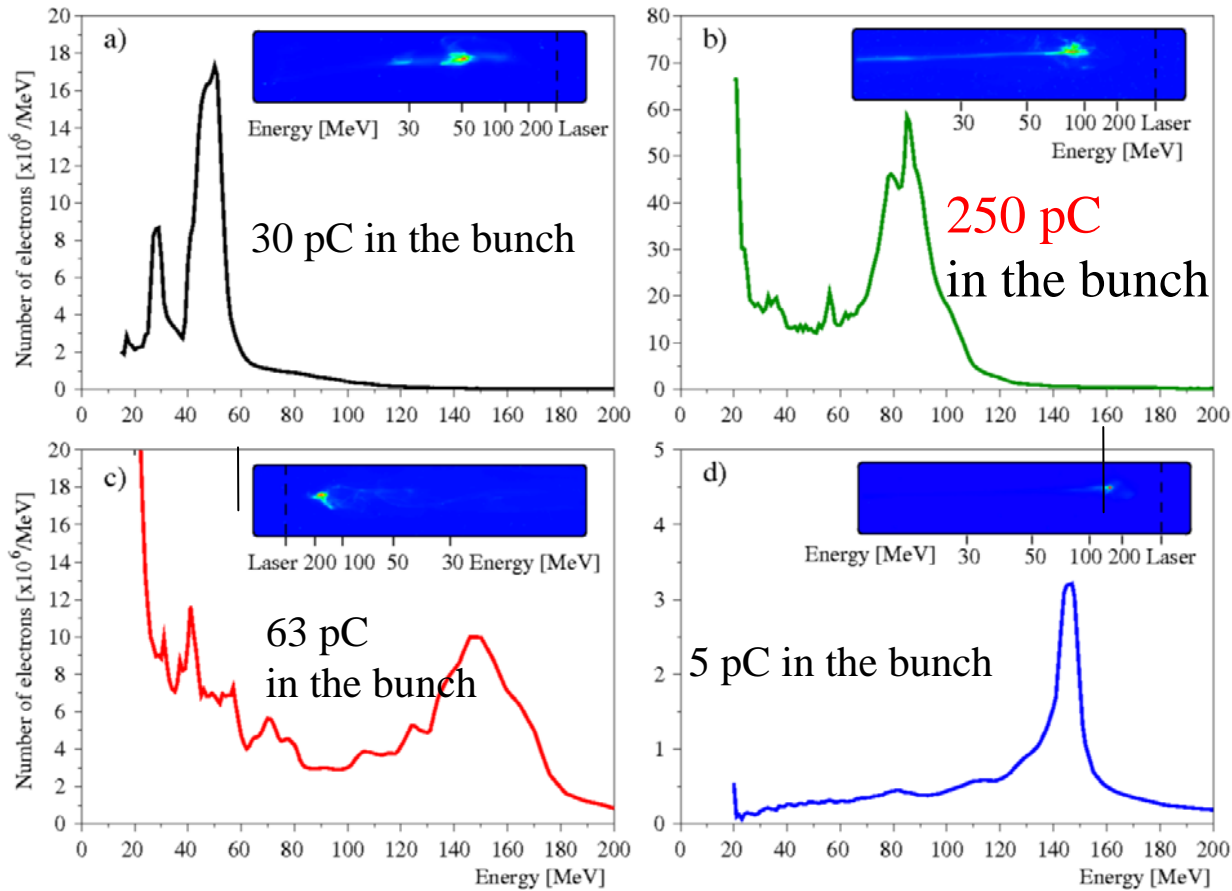 a)
Energy [MeV] 30 50 100 200 Laser
30 pC in the bunch
Number of electrons [x10⁶/MeV]
20
18
16
14
12
10
8
6
4
2
0
0 20 40 60 80 100 120 140 160 180 200
b)
30 50 100 200 Laser
Energy [MeV]
250 pC
in the bunch
80
70
60
50
40
30
20
10
0
0 20 40 60 80 100 120 140 160 180 200
c)
Laser 200 100 50 30 Energy [MeV]
63 pC
in the bunch
Number of electrons [x10⁶/MeV]
20
18
16
14
12
10
8
6
4
2
0
0 20 40 60 80 100 120 140 160 180 200
Energy [MeV]
d)
Energy [MeV] 30 50 100 200 Laser
5 pC in the bunch
5
4
3
2
1
0
0 20 40 60 80 100 120 140 160 180 200
Energy [MeV]